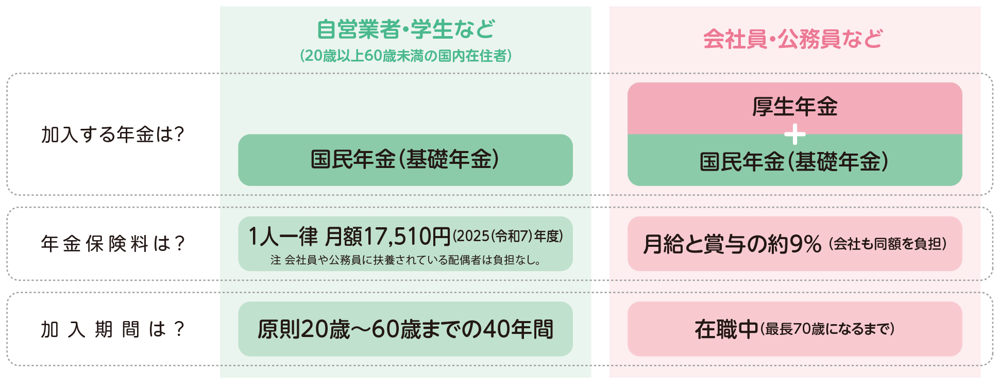 自営業者・学生など
(20歳以上60歳未満の国内在住者)
会社員・公務員など
加入する年金は?
国民年金(基礎年金)
厚生年金
+
国民年金(基礎年金)
年金保険料は?
1人一律 月額17,510円(2025(令和7)年度)
注 会社員や公務員に扶養されている配偶者は負担なし。
月給と賞与の約9% (会社も同額を負担)
加入期間は?
原則20歳～60歳までの40年間
在職中(最長70歳になるまで)